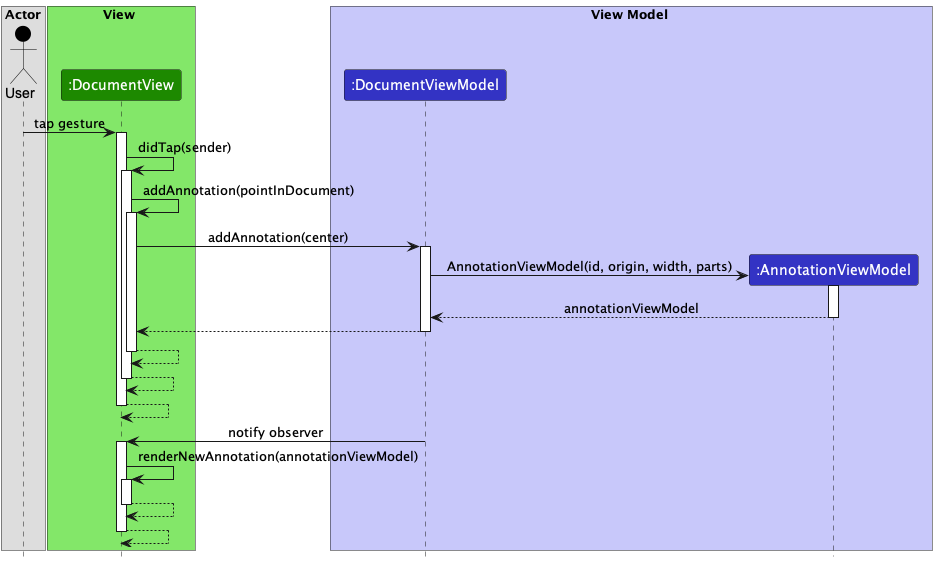 Actor
View
View Model
User
:DocumentView
:DocumentViewModel
tap gesture
didTap(sender)
addAnnotation(pointInDocument)
addAnnotation(center)
AnnotationViewModel(id, origin, width, parts)
:AnnotationViewModel
annotationViewModel
notify observer
renderNewAnnotation(annotationViewModel)